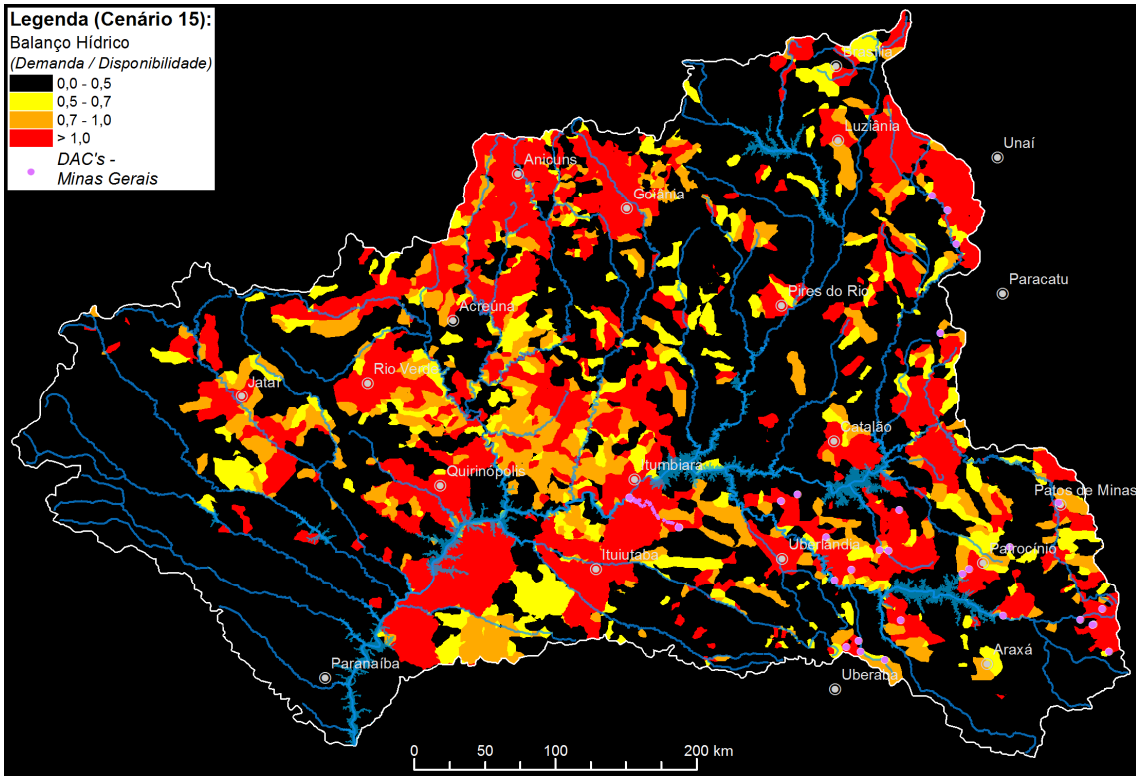 Legenda (Cenário 15):
Balanço Hídrico
(Demanda / Disponibilidade)
0,0 - 0,5
0,5 - 0,7
0,7 - 1,0
> 1,0
DAC's -
Minas Gerais
Brasília
Luziânia
Unaí
Anicuns
Goiânia
Paracatu
Pires do Rio
Acreúna
Rio Verde
Jataí
Catalão
Itumbiara
Quirinópolis
Patos de Minas
Uberlândia
Patrocínio
Ituiutaba
Araxá
Paranaíba
Uberaba
0 50 100 200 km